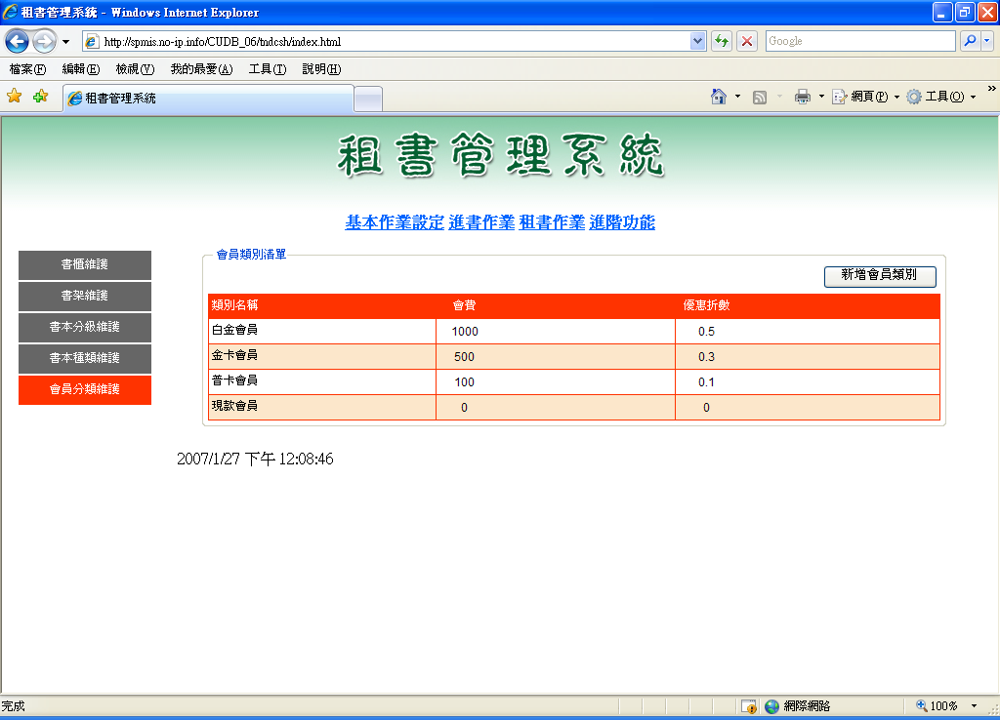 租書管理系統 - Windows Internet Explorer
http://spmis.no-ip.info/CUDB_06/tndcsh/index.html
Google
檔案(F) 編輯(E) 檢視(V) 我的最愛(A) 工具(T) 說明(H)
租書管理系統
網頁(P) 工具(O) »
租書管理系統
基本作業設定 進書作業 租書作業 進階功能
書櫃維護
書架維護
書本分級維護
書本種類維護
會員分類維護
會員類別清單
新增會員類別
類別名稱 會費 優惠折數
白金會員 1000 0.5
金卡會員 500 0.3
普卡會員 100 0.1
現款會員 0 0
2007/1/27 下午 12:08:46
完成 網際網路 100%